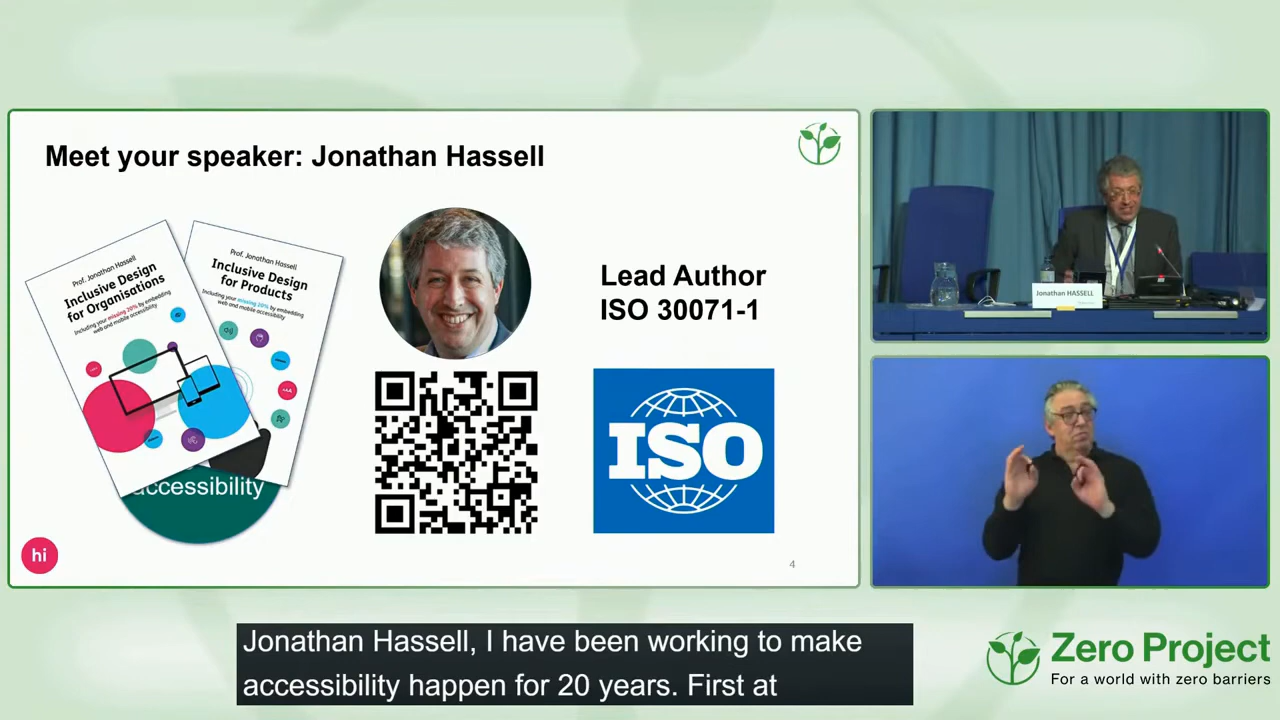 Meet your speaker: Jonathan Hassell
Prof. Jonathan Hassell
Inclusive Design
for Organisations
Including your missing 20% by embedding
web and mobile accessibility
Prof. Jonathan Hassell
Inclusive Design
for Products
Including your missing 20% by embedding
web and mobile accessibility
accessibility
hi
Lead Author
ISO 30071-1
ISO
4
Jonathan HASSELL
Jonathan Hassell, I have been working to make
accessibility happen for 20 years. First at
Zero Project
For a world with zero barriers